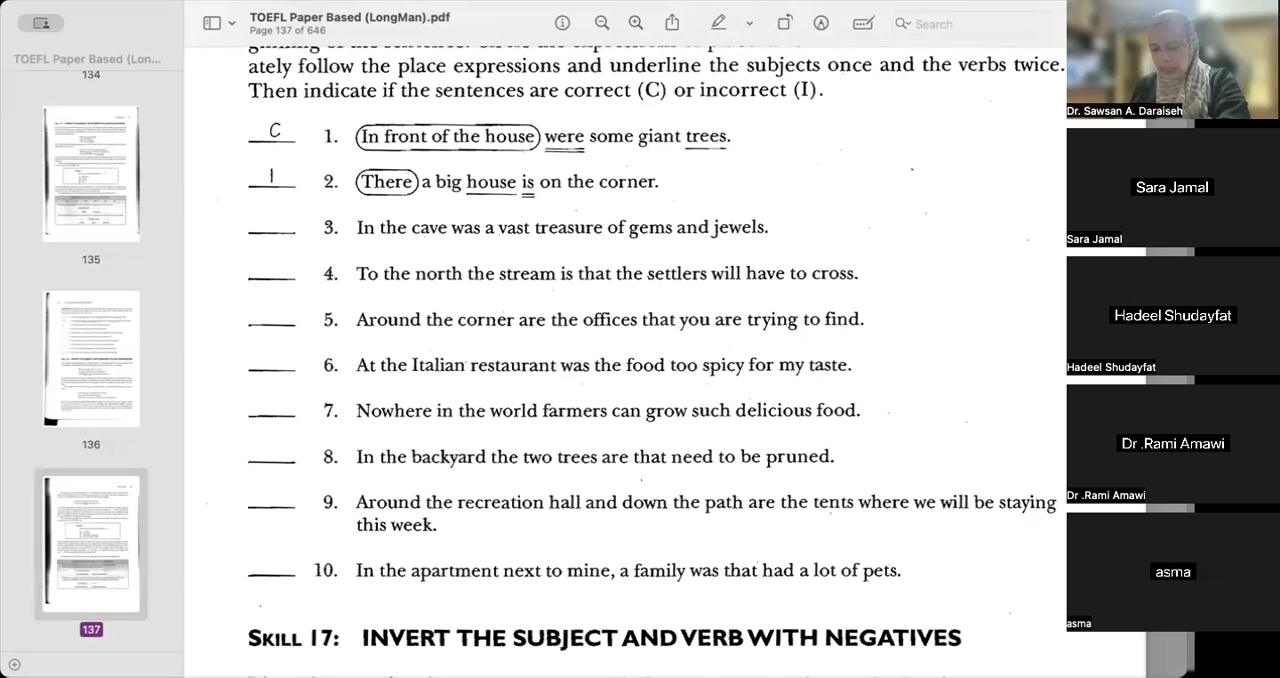 TOEFL Paper Based (LongMan).pdf
Page 137 of 646
Search
TOEFL Paper Based (Lon...
134
135
136
137
ately follow the place expressions and underline the subjects once and the verbs twice.
Then indicate if the sentences are correct (C) or incorrect (I).
C 1. In front of the house were some giant trees.
I 2. There a big house is on the corner.
3. In the cave was a vast treasure of gems and jewels.
4. To the north the stream is that the settlers will have to cross.
5. Around the corner are the offices that you are trying to find.
6. At the Italian restaurant was the food too spicy for my taste.
7. Nowhere in the world farmers can grow such delicious food.
8. In the backyard the two trees are that need to be pruned.
9. Around the recreation hall and down the path are the tents where we will be staying
this week.
10. In the apartment next to mine, a family was that had a lot of pets.
SKILL 17: INVERT THE SUBJECT AND VERB WITH NEGATIVES
Dr. Sawsan A. Daraiseh
Sara Jamal
Sara Jamal
Hadeel Shudayfat
Hadeel Shudayfat
Dr .Rami Amawi
Dr .Rami Amawi
asma
asma